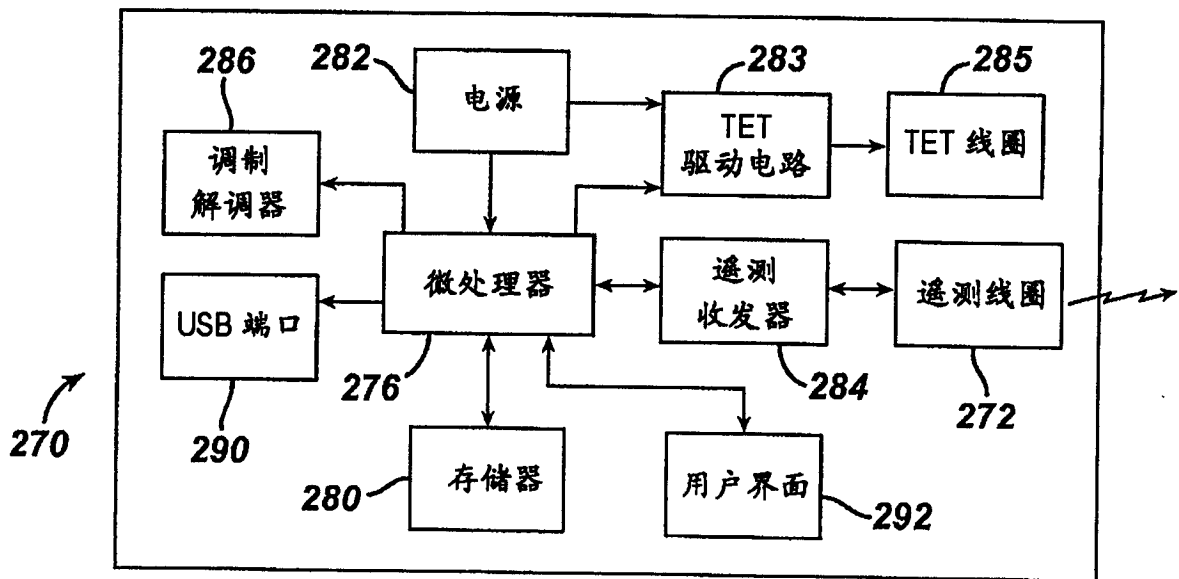 286
282
283
285
电源
TET
驱动电路
TET 线圈
调制
解调器
微处理器
遥测
收发器
遥测线圈
USB 端口
276
284
272
270
290
280
存储器
用户界面
292